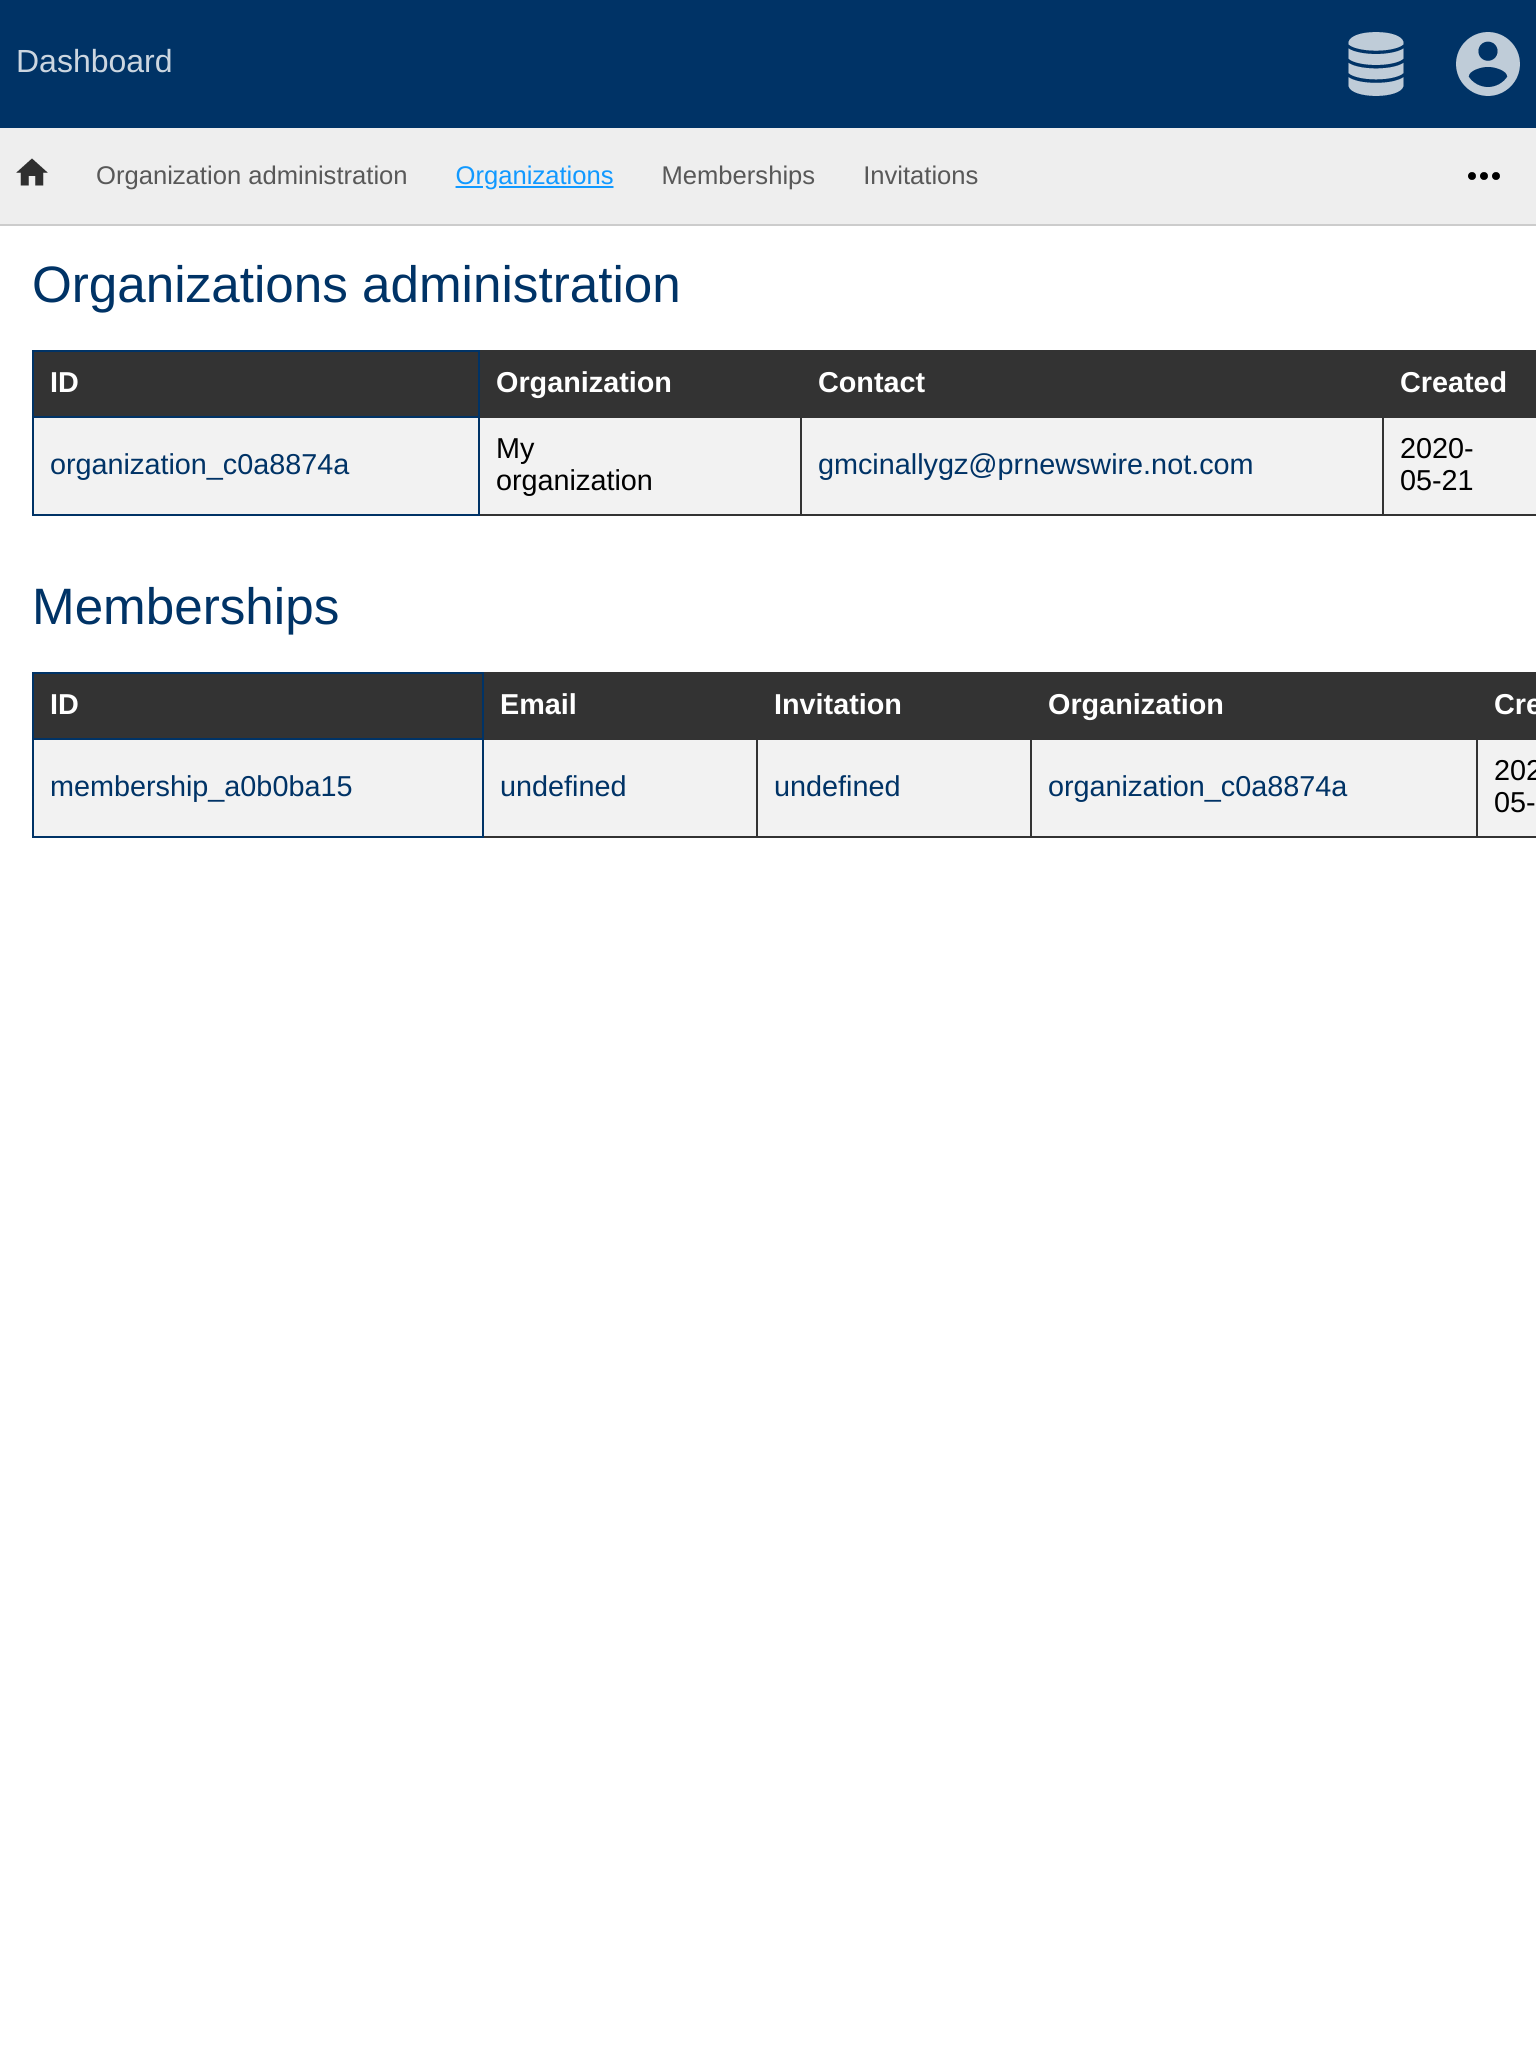 Dashboard
Organization administration Organizations Memberships Invitations
Organizations administration
ID Organization Contact Created
organization_c0a8874a My organization gmcinallygz@prnewswire.not.com 2020-05-21
Memberships
ID Email Invitation Organization Cre
membership_a0b0ba15 undefined undefined organization_c0a8874a 202
05-